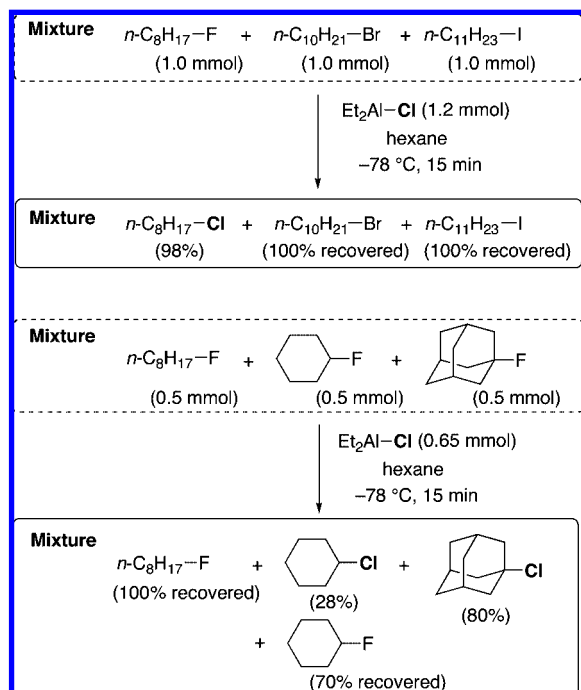 Mixture n-C8H17–F + n-C10H21–Br + n-C11H23–I
(1.0 mmol) (1.0 mmol) (1.0 mmol)
Et2Al–Cl (1.2 mmol)
hexane
–78 °C, 15 min
Mixture n-C8H17–Cl + n-C10H21–Br + n-C11H23–I
(98%) (100% recovered) (100% recovered)
Mixture
n-C8H17–F + F + F
(0.5 mmol) (0.5 mmol) (0.5 mmol)
Et2Al–Cl (0.65 mmol)
hexane
–78 °C, 15 min
Mixture
n-C8H17–F + Cl + Cl
(100% recovered) (28%) (80%)
+ F
(70% recovered)